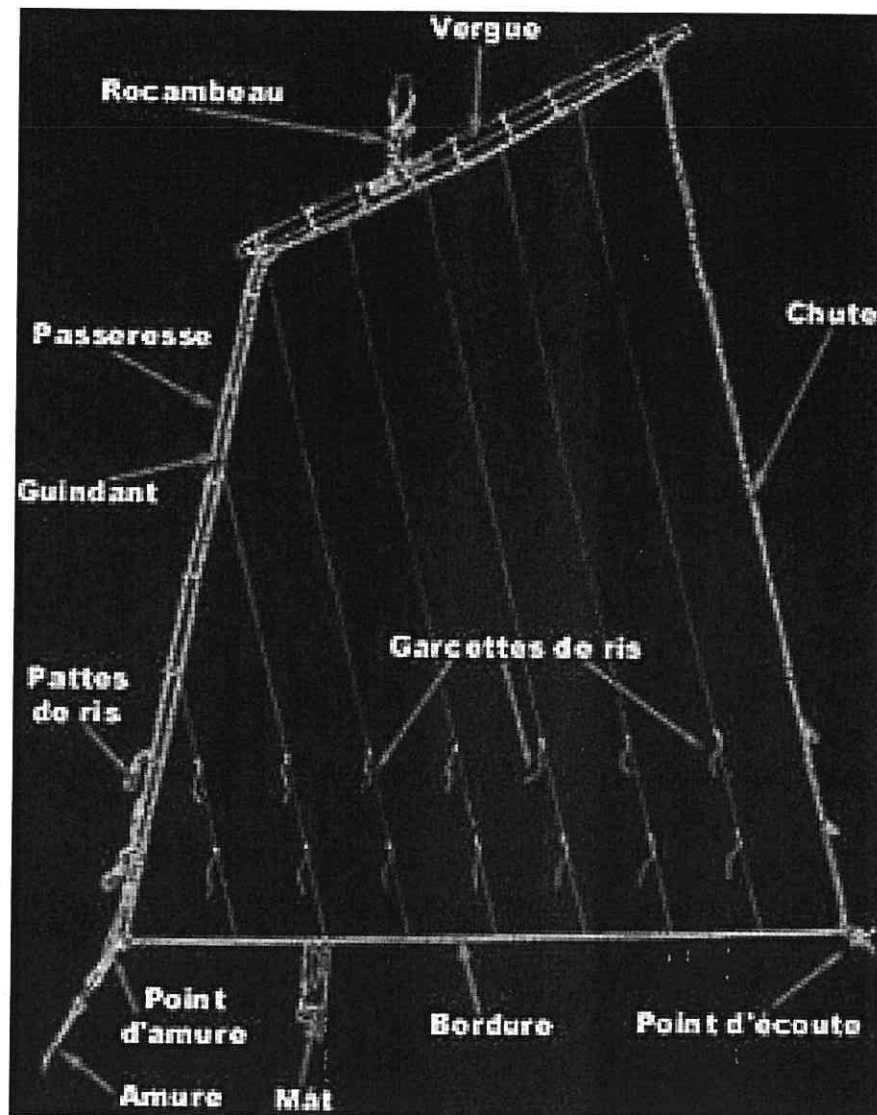 Vergue
Rocambeau
Passeresse
Chute
Guindant
Garcettes de ris
Pattes
de ris
Point
d'amure
Bordure
Point d'écoute
Amure
Mât